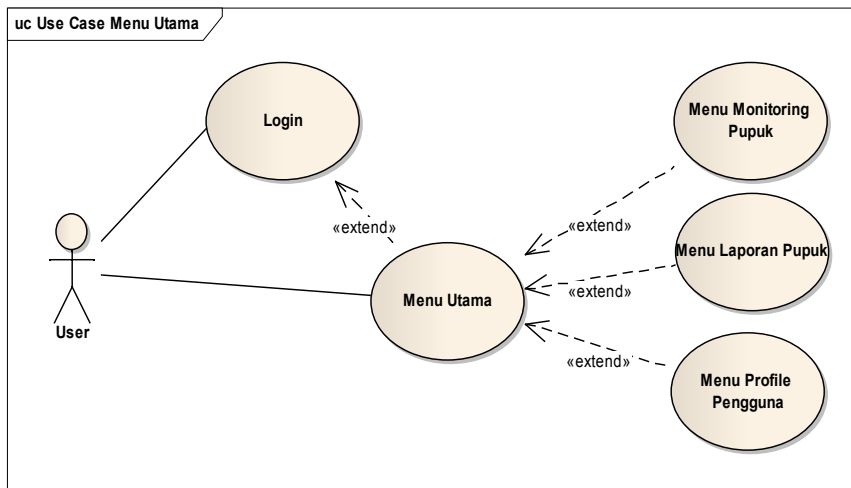 uc Use Case Menu Utama
Login
Menu Monitoring
Pupuk
«extend»
«extend»
Menu Laporan Pupuk
Menu Utama
«extend»
User
«extend»
Menu Profile
Pengguna